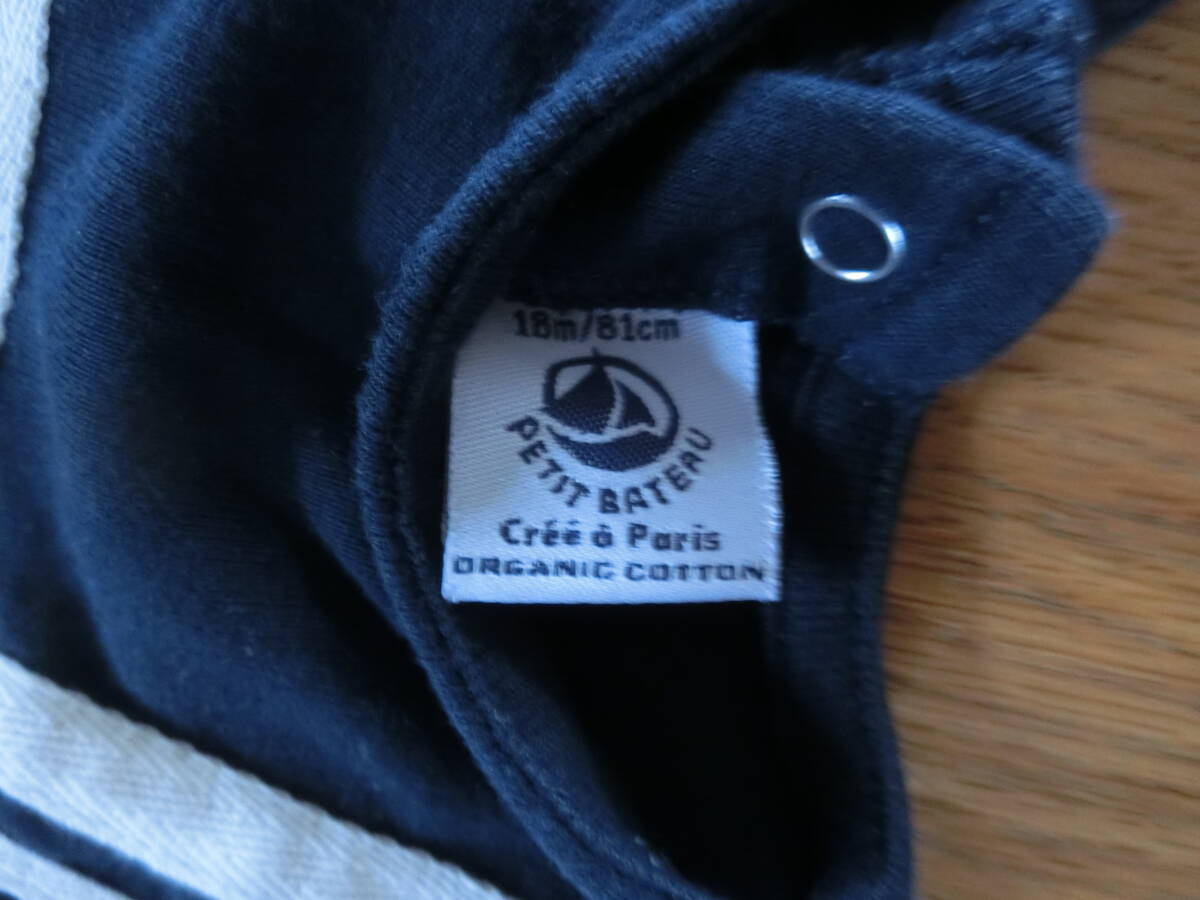 18m/81cm
PETIT BATEAU
Créé à Paris
ORGANIC COTTON